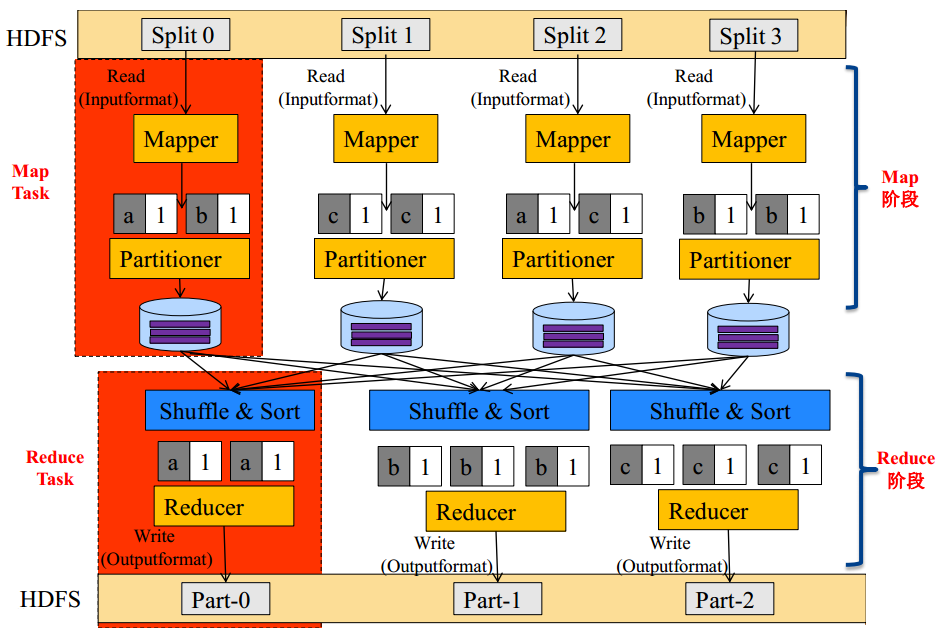 HDFS
Split 0
Split 1
Split 2
Split 3
Read
(Inputformat)
Read
(Inputformat)
Read
(Inputformat)
Read
(Inputformat)
Mapper
Mapper
Mapper
Mapper
Map
Task
Map
阶段
a 1 b 1
c 1 c 1
a 1 c 1
b 1 b 1
Partitioner
Partitioner
Partitioner
Partitioner
Shuffle & Sort
Shuffle & Sort
Shuffle & Sort
Reduce
Task
Reduce
阶段
a 1 a 1
b 1 b 1 b 1
c 1 c 1 c 1
Reducer
Reducer
Reducer
Write
(Outputformat)
Write
(Outputformat)
Write
(Outputformat)
HDFS
Part-0
Part-1
Part-2